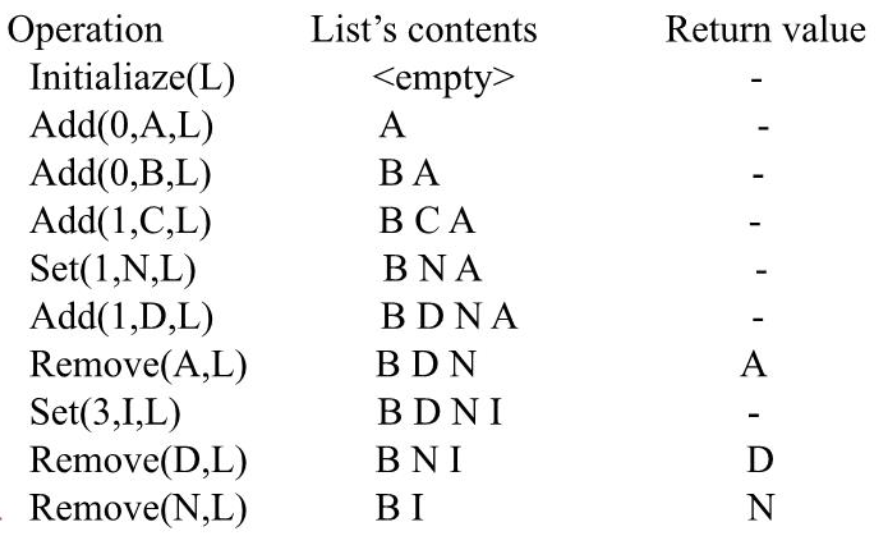 Operation List’s contents Return value
Initialiaze(L) <empty> -
Add(0,A,L) A -
Add(0,B,L) B A -
Add(1,C,L) B C A -
Set(1,N,L) B N A -
Add(1,D,L) B D N A -
Remove(A,L) B D N A
Set(3,I,L) B D N I -
Remove(D,L) B N I D
Remove(N,L) B I N